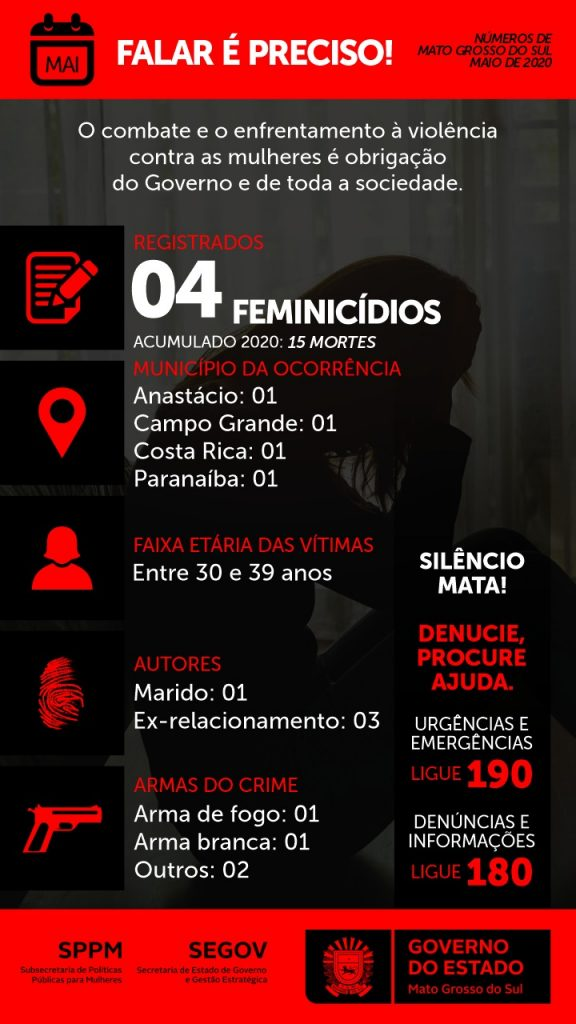 MAI
FALAR É PRECISO!
NÚMEROS DE
MATO GROSSO DO SUL
MAIO DE 2020
O combate e o enfrentamento à violência
contra as mulheres é obrigação
do Governo e de toda a sociedade.
REGISTRADOS
04 FEMINICÍDIOS
ACUMULADO 2020: 15 MORTES
MUNICÍPIO DA OCORRÊNCIA
Anastácio: 01
Campo Grande: 01
Costa Rica: 01
Paranaíba: 01
FAIXA ETÁRIA DAS VÍTIMAS
Entre 30 e 39 anos
AUTORES
Marido: 01
Ex-relacionamento: 03
ARMAS DO CRIME
Arma de fogo: 01
Arma branca: 01
Outros: 02
SILÊNCIO
MATA!
DENUCIE,
PROCURE
AJUDA.
URGÊNCIAS E
EMERGÊNCIAS
LIGUE 190
DENÚNCIAS E
INFORMAÇÕES
LIGUE 180
SPPM
Subsecretaria de Políticas
Públicas para Mulheres
SEGOV
Secretaria de Estado de Governo
e Gestão Estratégica
GOVERNO
DO ESTADO
Mato Grosso do Sul